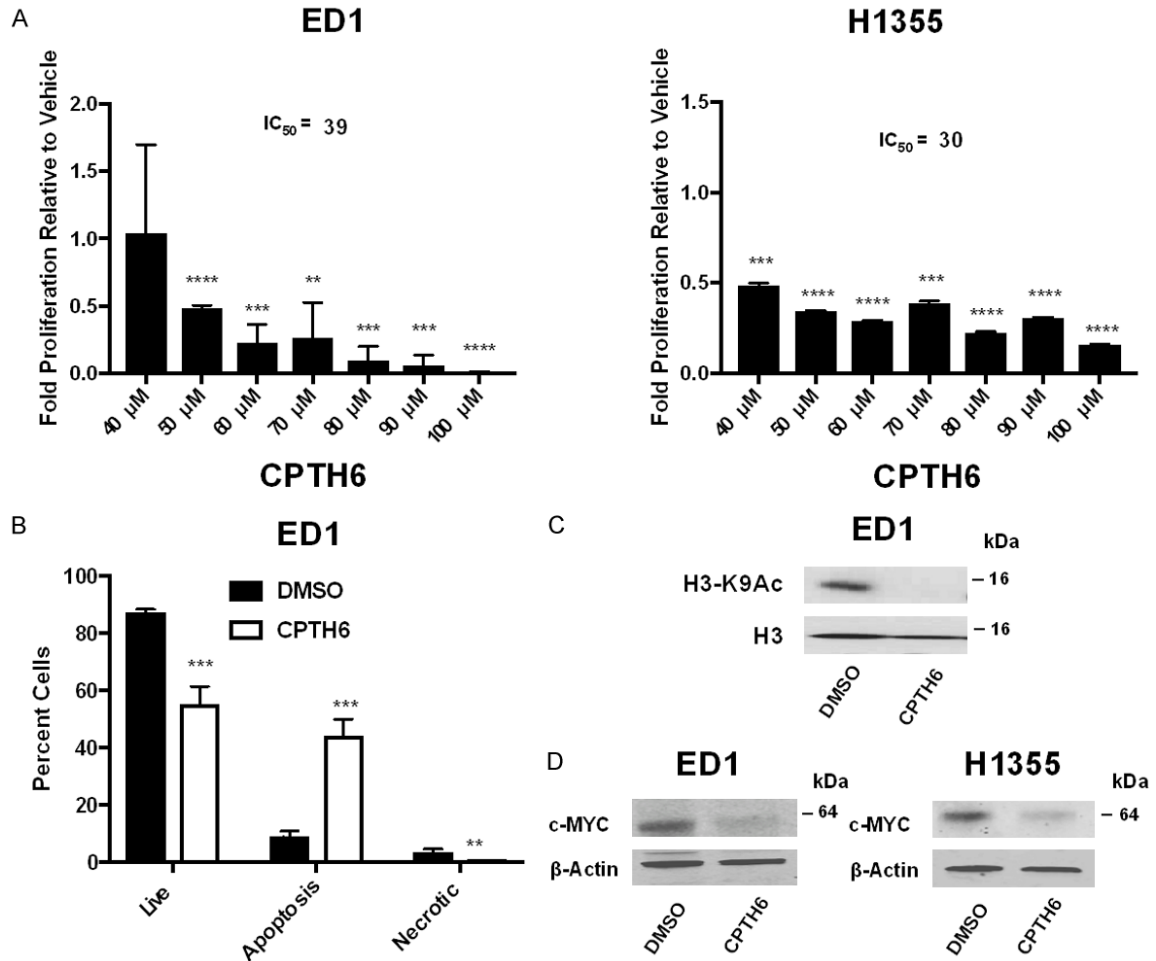 A
ED1
Fold Proliferation Relative to Vehicle
2.0
1.5
1.0
0.5
0.0
IC50 = 39
****
***
**
***
***
****
40 µM
50 µM
60 µM
70 µM
80 µM
90 µM
100 µM
CPTH6
H1355
Fold Proliferation Relative to Vehicle
1.5
1.0
0.5
0.0
IC50 = 30
***
****
****
***
****
****
****
40 µM
50 µM
60 µM
70 µM
80 µM
90 µM
100 µM
CPTH6
B
ED1
Percent Cells
100
80
60
40
20
0
DMSO
CPTH6
***
***
**
Live
Apoptosis
Necrotic
C
ED1
kDa
H3-K9Ac
– 16
H3
– 16
DMSO
CPTH6
D
ED1
kDa
c-MYC
– 64
β-Actin
DMSO
CPTH6
H1355
kDa
c-MYC
– 64
β-Actin
DMSO
CPTH6